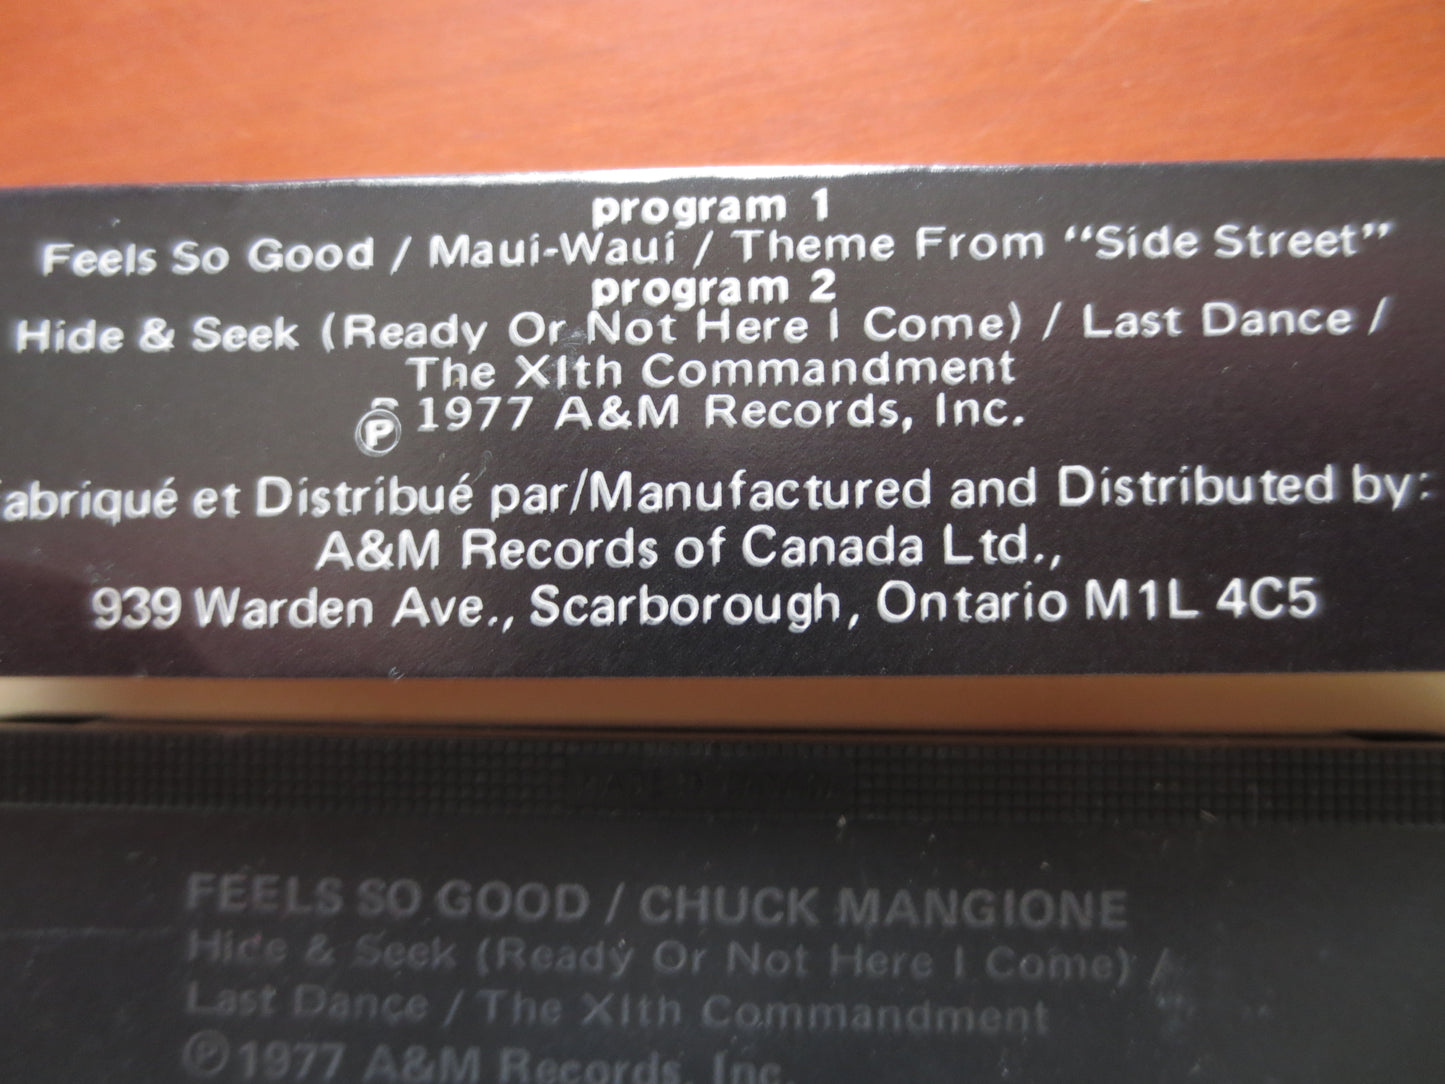 program 1
Feels So Good / Maui-Waui / Theme From "Side Street"
program 2
Hide & Seek (Ready Or Not Here I Come) / Last Dance /
The XIth Commandment
℗ 1977 A&M Records, Inc.
abriqué et Distribué par/Manufactured and Distributed by:
A&M Records of Canada Ltd.,
939 Warden Ave., Scarborough, Ontario M1L 4C5
FEELS SO GOOD / CHUCK MANGIONE
Hide & Seek (Ready Or Not Here I Come) /
Last Dance / The XIth Commandment
℗ 1977 A&M Records, Inc.